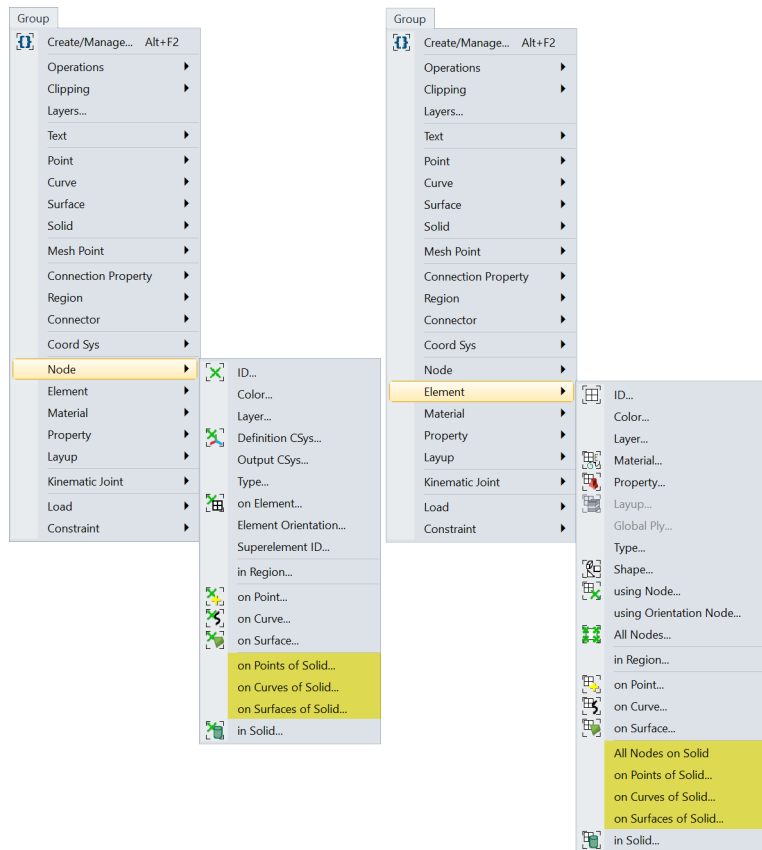 Group
Create/Manage... Alt+F2
Operations
Clipping
Layers...
Text
Point
Curve
Surface
Solid
Mesh Point
Connection Property
Region
Connector
Coord Sys
Node
Element
Material
Property
Layup
Kinematic Joint
Load
Constraint
ID...
Color...
Layer...
Definition CSys...
Output CSys...
Type...
on Element...
Element Orientation...
Superelement ID...
in Region...
on Point...
on Curve...
on Surface...
on Points of Solid...
on Curves of Solid...
on Surfaces of Solid...
in Solid...
Group
Create/Manage... Alt+F2
Operations
Clipping
Layers...
Text
Point
Curve
Surface
Solid
Mesh Point
Connection Property
Region
Connector
Coord Sys
Node
Element
Material
Property
Layup
Kinematic Joint
Load
Constraint
ID...
Color...
Layer...
Material...
Property...
Layup...
Global Ply...
Type...
Shape...
using Node...
using Orientation Node...
All Nodes...
in Region...
on Point...
on Curve...
on Surface...
All Nodes on Solid
on Points of Solid...
on Curves of Solid...
on Surfaces of Solid...
in Solid...